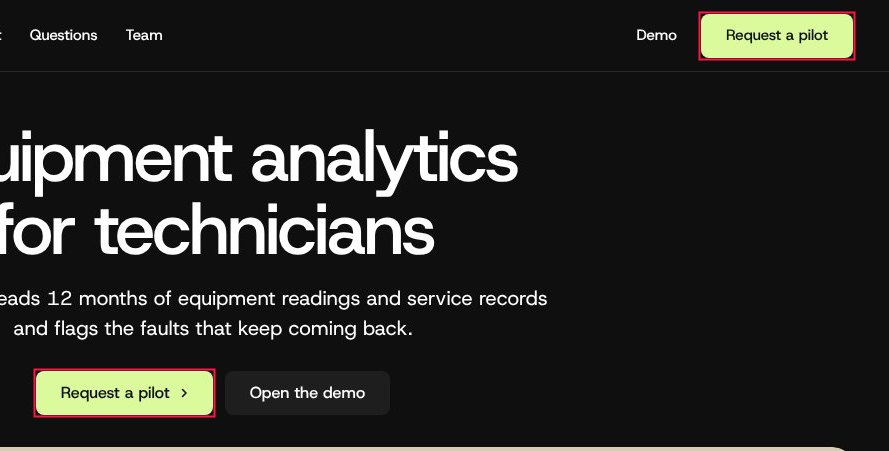 Questions
Team
Demo
Request a pilot
uipment analytics
for technicians
eads 12 months of equipment readings and service records
and flags the faults that keep coming back.
Request a pilot
Open the demo